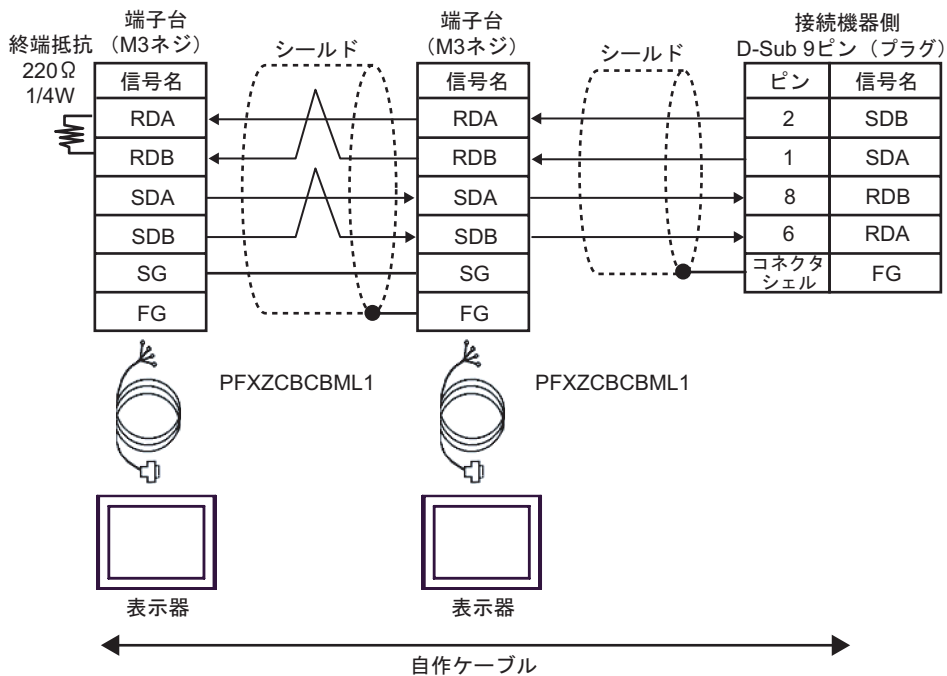 終端抵抗
220Ω
1/4W
端子台
（M3ネジ）
信号名
RDA
RDB
SDA
SDB
SG
FG
シールド
端子台
（M3ネジ）
信号名
RDA
RDB
SDA
SDB
SG
FG
シールド
接続機器側
D-Sub 9ピン（プラグ）
ピン 信号名
2 SDB
1 SDA
8 RDB
6 RDA
コネクタ
シェル FG
PFXZCBCBML1
PFXZCBCBML1
表示器
表示器
自作ケーブル